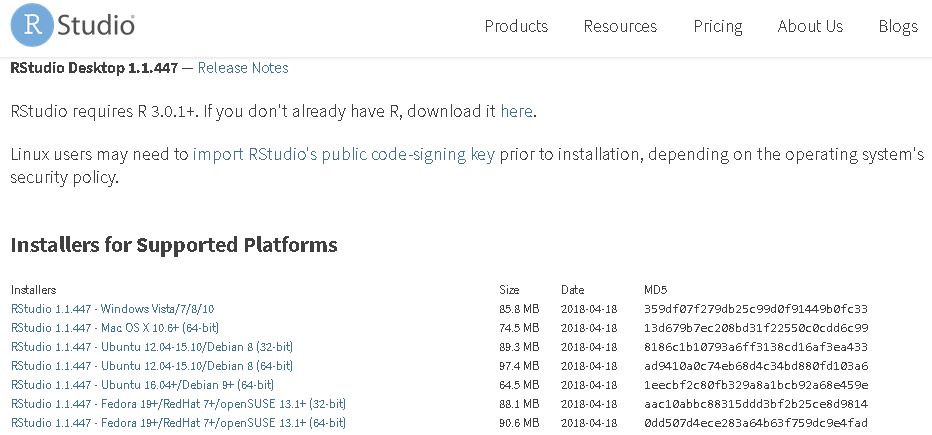 R Studio®
Products Resources Pricing About Us Blogs
RStudio Desktop 1.1.447 — Release Notes
RStudio requires R 3.0.1+. If you don't already have R, download it here.
Linux users may need to import RStudio's public code-signing key prior to installation, depending on the operating system's
security policy.
Installers for Supported Platforms
Installers Size Date MD5
RStudio 1.1.447 - Windows Vista/7/8/10 85.8 MB 2018-04-18 359df07f279db25c99d0f91449b0fc33
RStudio 1.1.447 - Mac OS X 10.6+ (64-bit) 74.5 MB 2018-04-18 13d679b7ec208bd31f22550c0cdd6c99
RStudio 1.1.447 - Ubuntu 12.04-15.10/Debian 8 (32-bit) 89.3 MB 2018-04-18 8186c1b10793a6ff3138cd16af3ea433
RStudio 1.1.447 - Ubuntu 12.04-15.10/Debian 8 (64-bit) 97.4 MB 2018-04-18 ad9410a0c74eb68d4c34bd880fd103a6
RStudio 1.1.447 - Ubuntu 16.04+/Debian 9+ (64-bit) 64.5 MB 2018-04-18 1eecbf2c80fb329a8a1bcb92a68e459e
RStudio 1.1.447 - Fedora 19+/RedHat 7+/openSUSE 13.1+ (32-bit) 88.1 MB 2018-04-18 aac10abbc88315ddd3bf2b25ce8d9814
RStudio 1.1.447 - Fedora 19+/RedHat 7+/openSUSE 13.1+ (64-bit) 90.6 MB 2018-04-18 0dd507d4ece283a64b63f759dc9e4fad